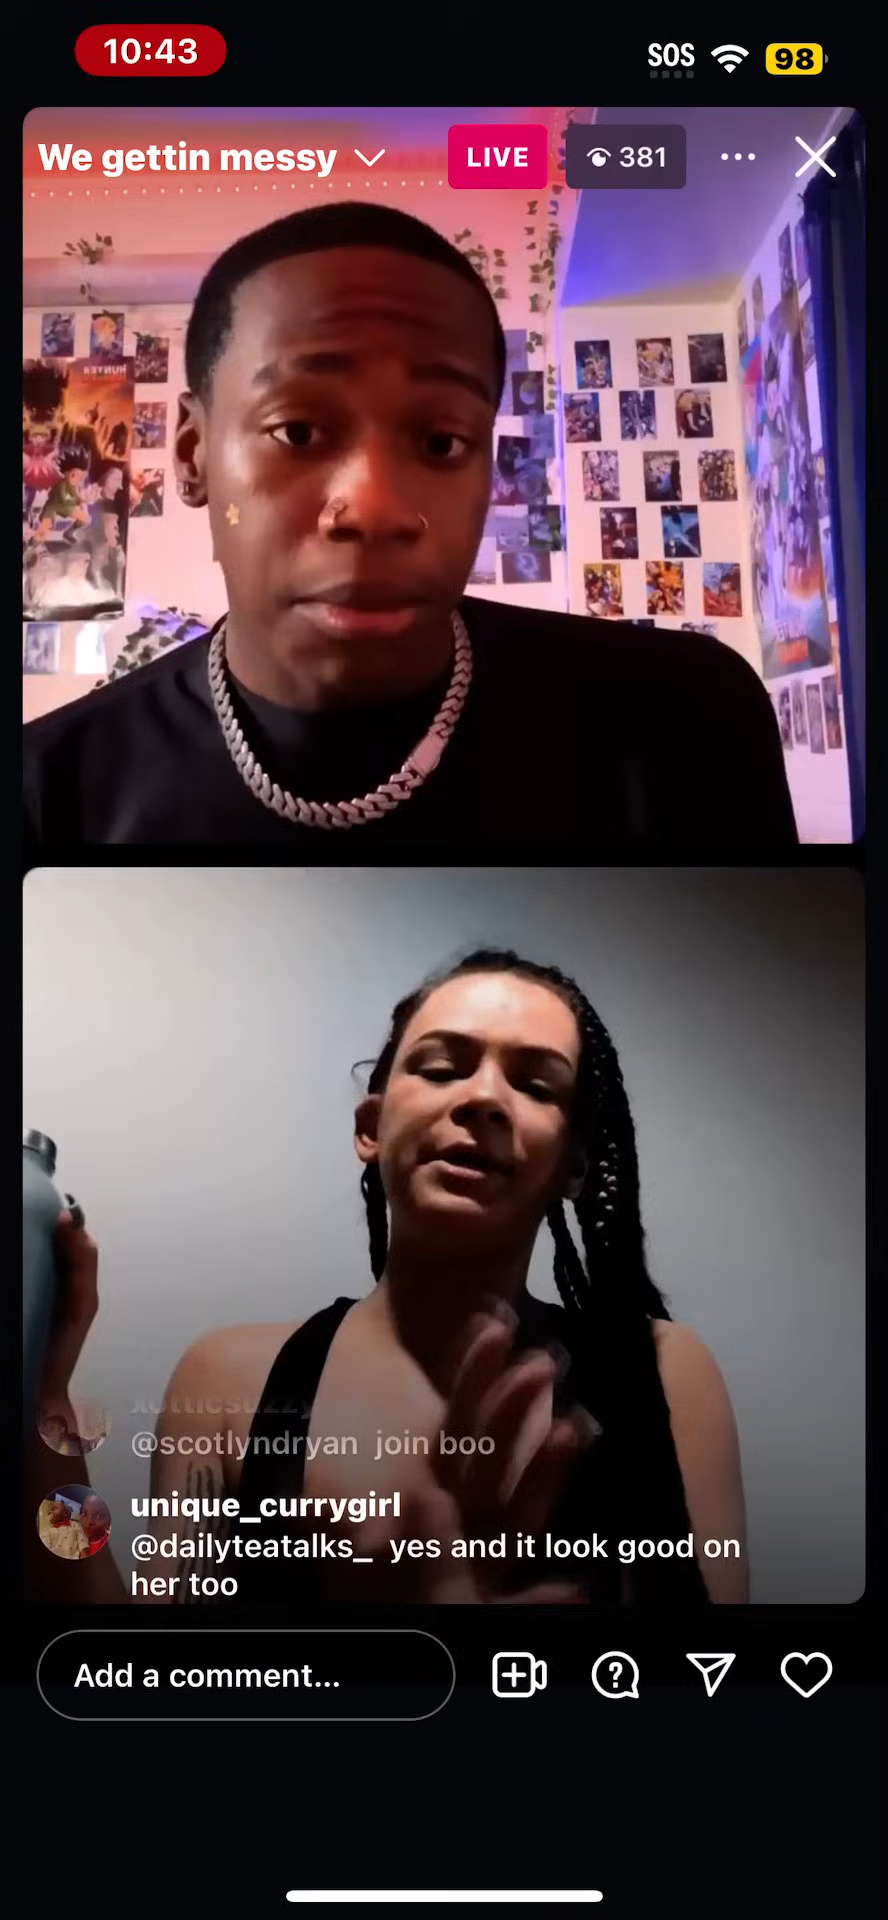 10:43
SOS
98
We gettin messy
LIVE
381
@scotlyndryan join boo
unique_currygirl
@dailyteatalks_ yes and it look good on
her too
Add a comment...